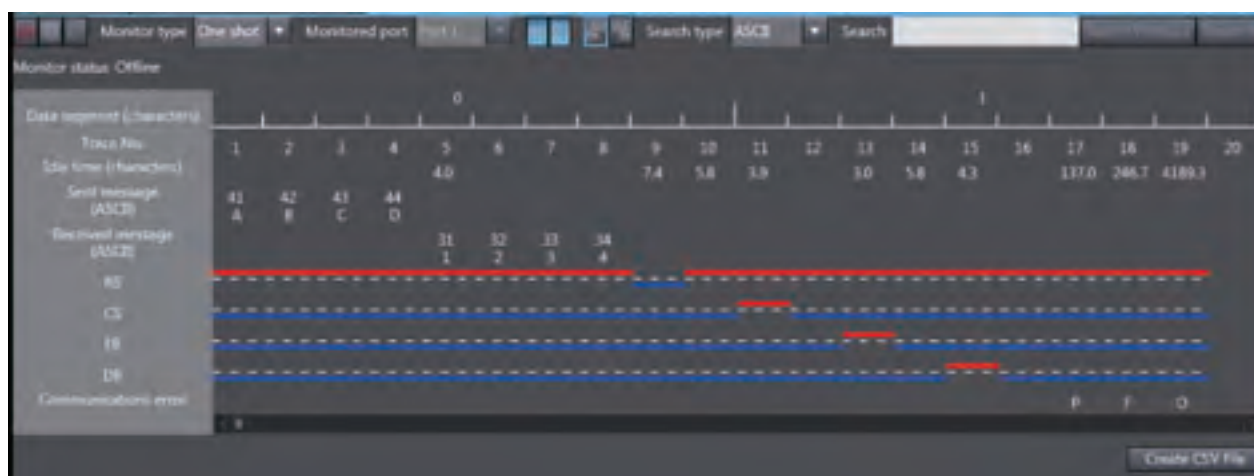 Monitor type One shot Monitored port Port 1 Search type ASCII Search
Monitor status Offline
0 1
Data segment (characters)
Trace No. 1 2 3 4 5 6 7 8 9 10 11 12 13 14 15 16 17 18 19 20
Idle time (characters) 4.0 7.4 5.8 3.9 3.0 5.8 4.3 137.0 246.7 4189.3
Sent message 41 42 43 44
(ASCII) A B C D
Received message 31 32 33 34
(ASCII) 1 2 3 4
RS
CS
ER
DR
Communications error P F O
Create CSV File